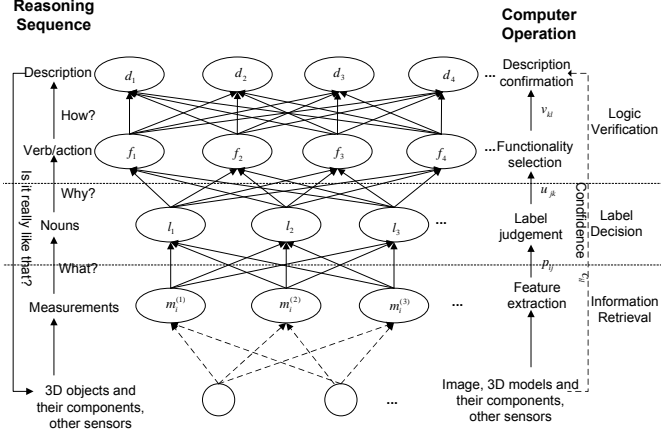 Reasoning
Sequence
Computer
Operation
Description
d₁
d₂
d₃
d₄
...
Description
confirmation
How?
vₖₗ
Logic
Verification
Verb/action
f₁
f₂
f₃
f₄
...
Functionality
selection
Why?
uⱼₖ
Is it really like that?
Nouns
l₁
l₂
l₃
...
Label
judgement
Conofidence
Label
Decision
What?
pᵢⱼ
Measurements
mᵢ⁽¹⁾
mᵢ⁽²⁾
mᵢ⁽³⁾
...
Feature
extraction
Information
Retrieval
3D objects and
their components,
other sensors
...
Image, 3D models and
their components,
other sensors